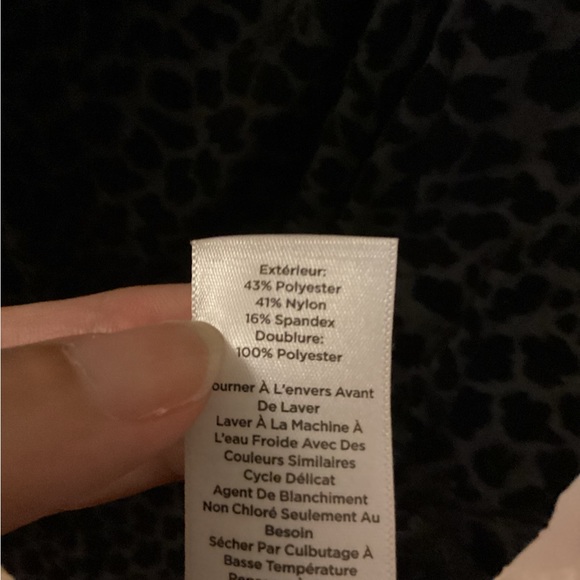 Extérieur:
43% Polyester
41% Nylon
16% Spandex
Doublure:
100% Polyester
ourner À L'envers Avant
De Laver
Laver À La Machine À
L'eau Froide Avec Des
Couleurs Similaires
Cycle Délicat
Agent De Blanchiment
Non Chloré Seulement Au
Besoin
Sécher Par Culbutage À
Basse Température